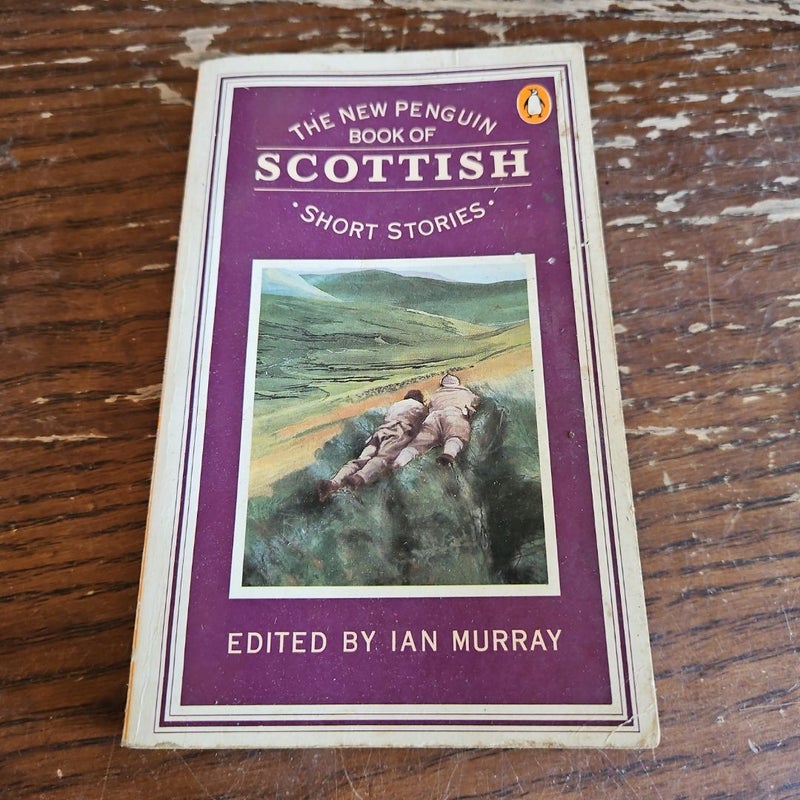 THE NEW PENGUIN
BOOK OF
SCOTTISH
·SHORT STORIES·
EDITED BY IAN MURRAY